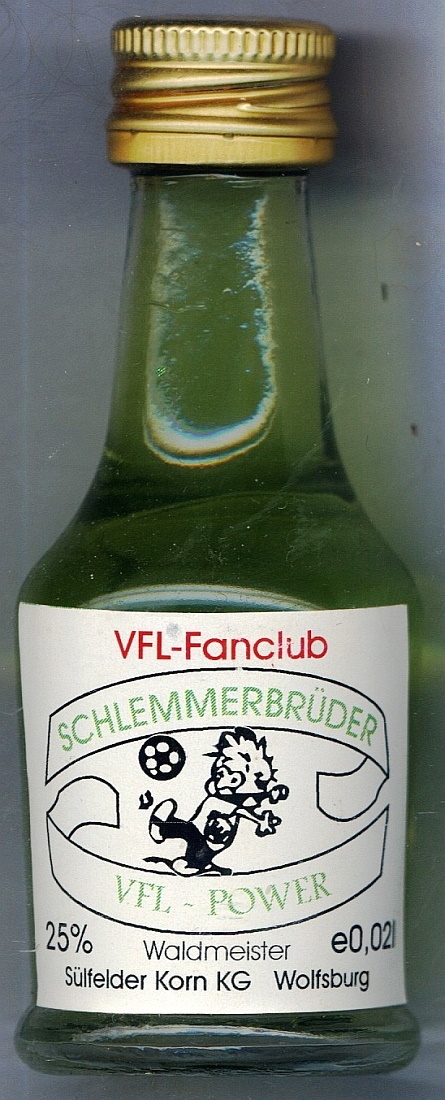 VFL-Fanclub
SCHLEMMERBRÜDER
VFL - POWER
25% Waldmeister e0,02l
Sülfelder Korn KG Wolfsburg